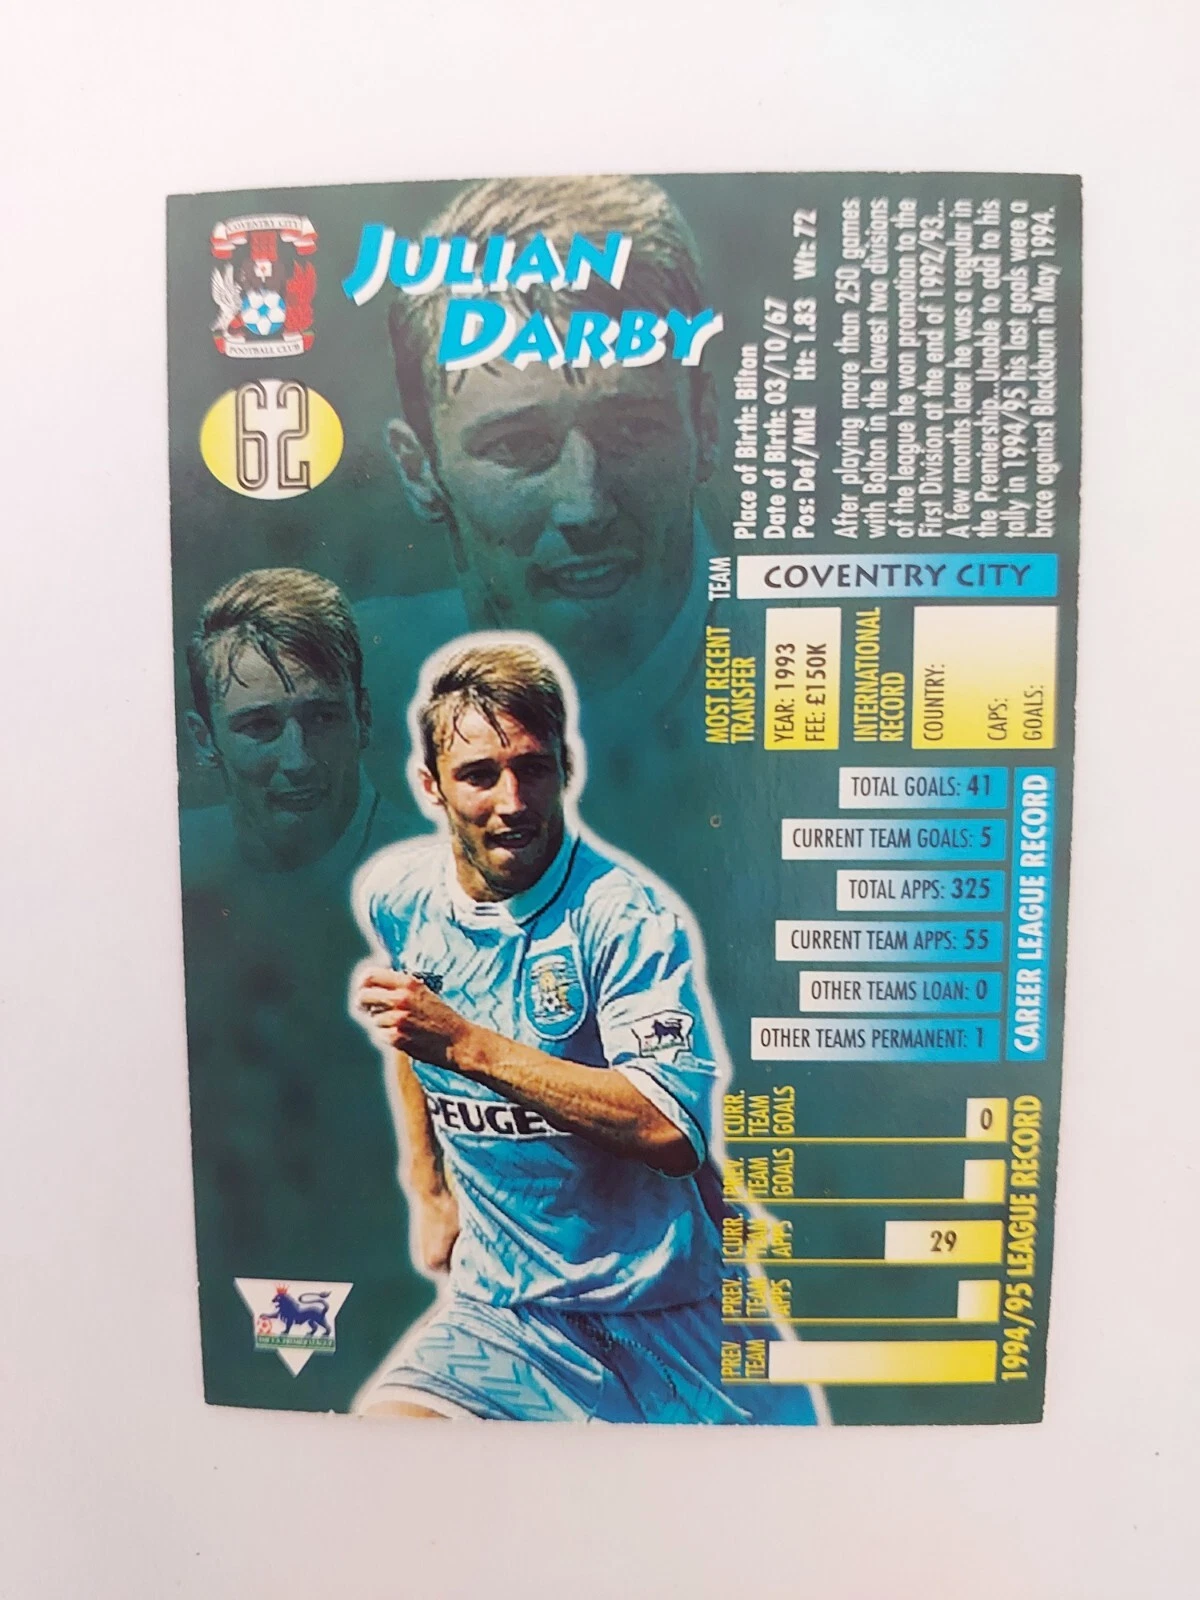 COVENTRY CITY
FOOTBALL CLUB
62
JULIAN
DARBY
Place of Birth: Bilton
Date of Birth: 03/10/67
Pos: Def/Mid Ht: 1.83 Wt: 72
After playing more than 250 games
with Bolton in the lowest two divisions
of the league he won promotion to the
First Division at the end of 1992/93...
A few months later he was a regular in
the Premiership...Unable to add to his
tally in 1994/95 his last goals were a
brace against Blackburn in May 1994.
TEAM
COVENTRY CITY
MOST RECENT
TRANSFER
YEAR: 1993
FEE: £150K
INTERNATIONAL
RECORD
COUNTRY:
CAPS:
GOALS:
TOTAL GOALS: 41
CURRENT TEAM GOALS: 5
TOTAL APPS: 325
CURRENT TEAM APPS: 55
OTHER TEAMS LOAN: 0
OTHER TEAMS PERMANENT: 1
CAREER LEAGUE RECORD
CURR.
TEAM
GOALS
0
PREV.
TEAM
GOALS
CURR.
TEAM
APPS
29
PREV.
TEAM
APPS
PREV
TEAM
1994/95 LEAGUE RECORD
PEUGEO